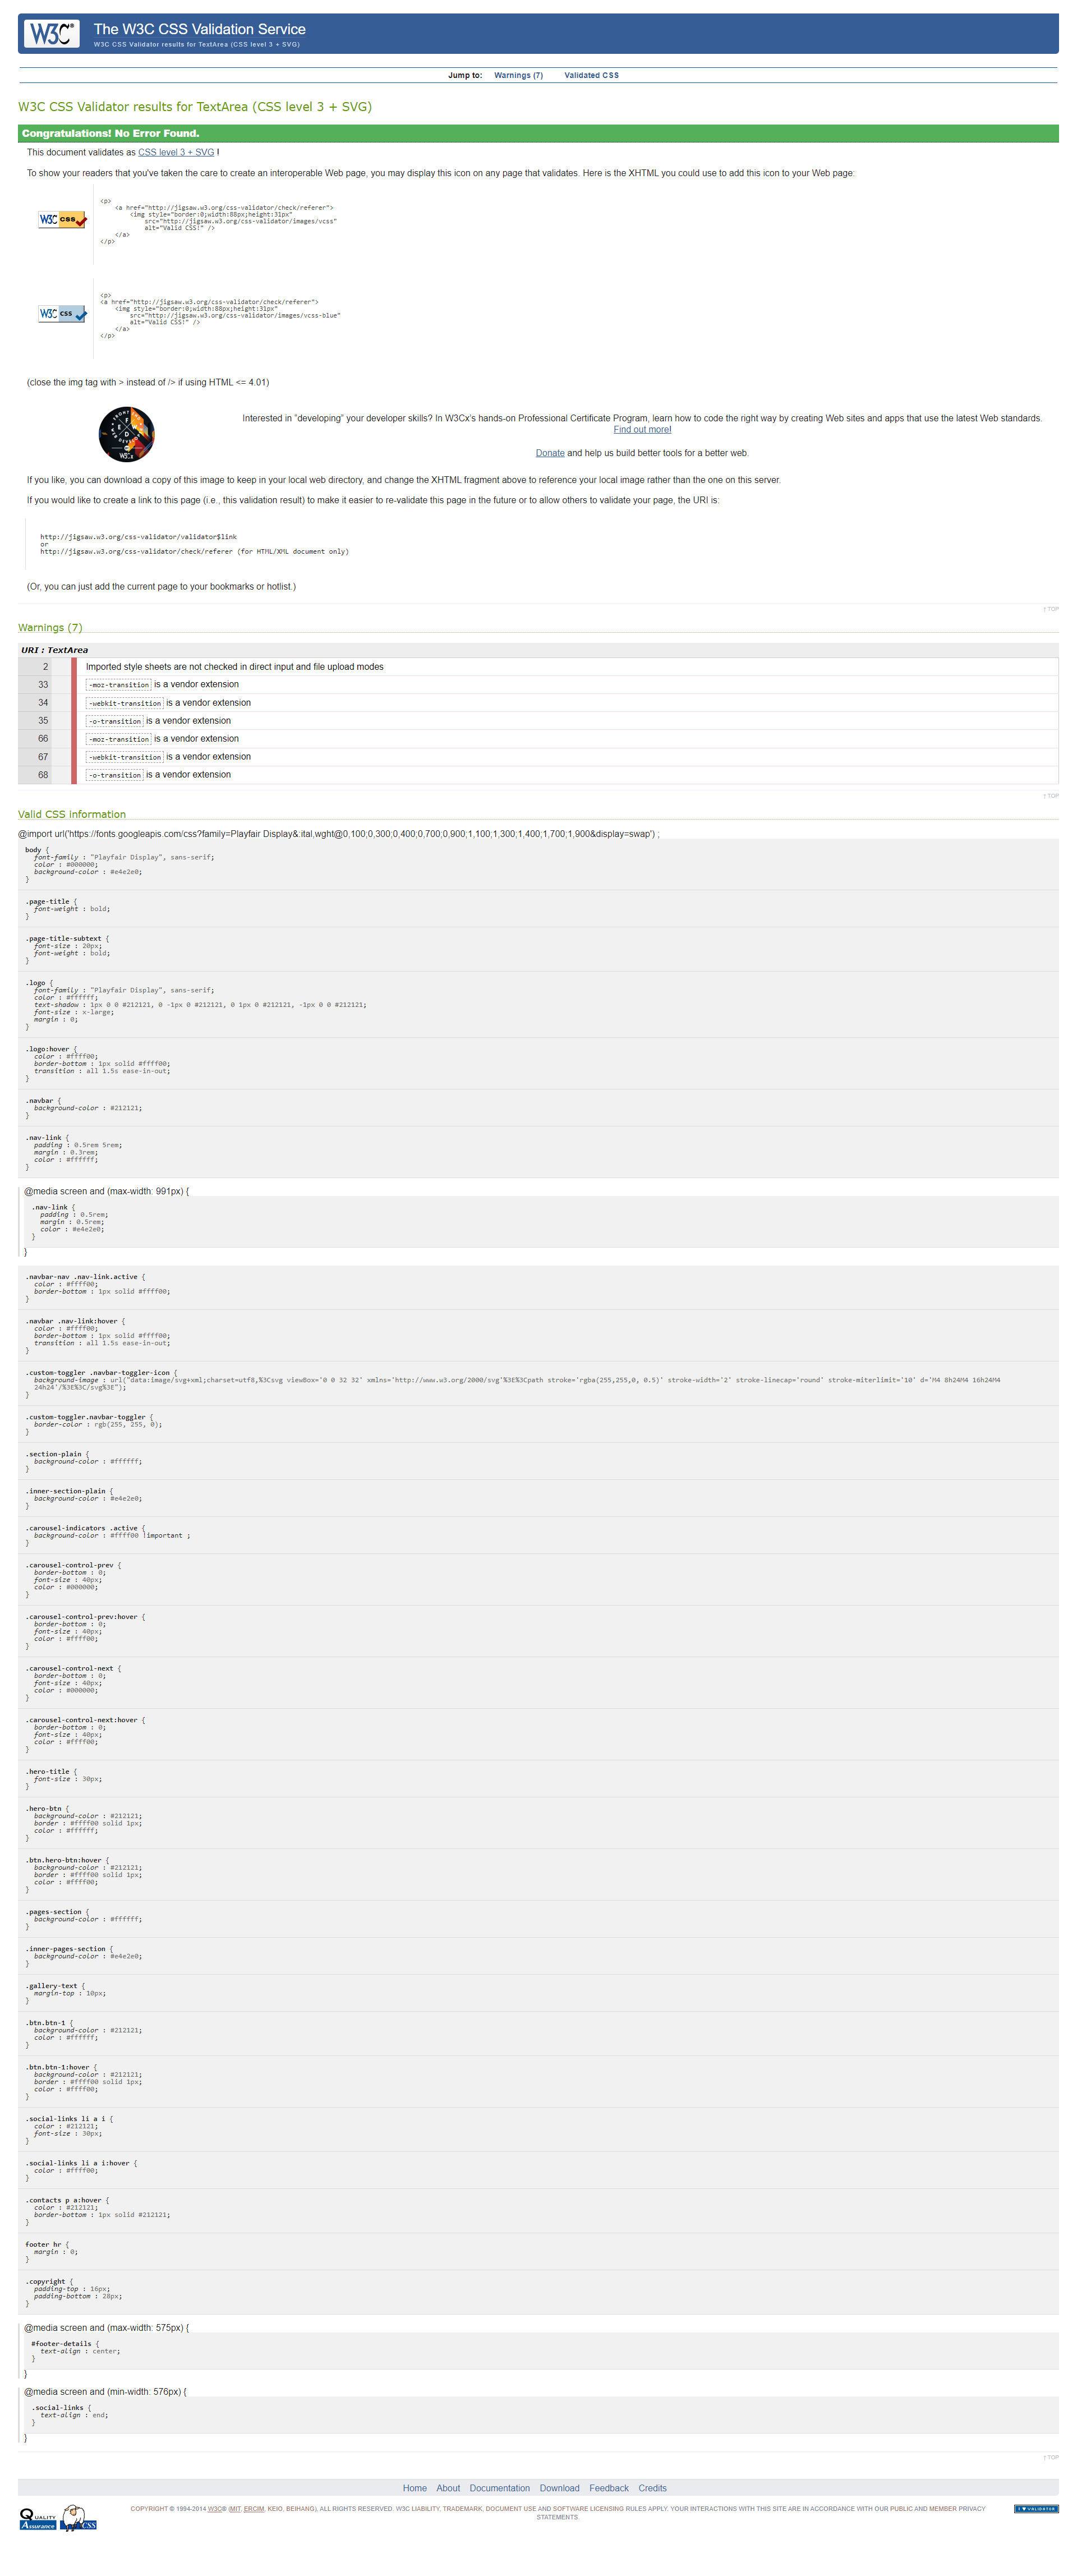 W3C®
The W3C CSS Validation Service
W3C CSS Validator results for TextArea (CSS level 3 + SVG)
Jump to: Warnings (7) Validated CSS
W3C CSS Validator results for TextArea (CSS level 3 + SVG)
Congratulations! No Error Found.
This document validates as CSS level 3 + SVG !
To show your readers that you've taken the care to create an interoperable Web page, you may display this icon on any page that validates. Here is the XHTML you could use to add this icon to your Web page:
W3C css
<p>
<a href="http://jigsaw.w3.org/css-validator/check/referer">
<img style="border:0;width:88px;height:31px"
src="http://jigsaw.w3.org/css-validator/images/vcss"
alt="Valid CSS!" />
</a>
</p>
W3C css
<p>
<a href="http://jigsaw.w3.org/css-validator/check/referer">
<img style="border:0;width:88px;height:31px"
src="http://jigsaw.w3.org/css-validator/images/vcss-blue"
alt="Valid CSS!" />
</a>
</p>
(close the img tag with > instead of /> if using HTML <= 4.01)
Interested in "developing" your developer skills? In W3Cx's hands-on Professional Certificate Program, learn how to code the right way by creating Web sites and apps that use the latest Web standards.
Find out more!
Donate and help us build better tools for a better web.
If you like, you can download a copy of this image to keep in your local web directory, and change the XHTML fragment above to reference your local image rather than the one on this server.
If you would like to create a link to this page (i.e., this validation result) to make it easier to re-validate this page in the future or to allow others to validate your page, the URI is:
http://jigsaw.w3.org/css-validator/validator$link
or
http://jigsaw.w3.org/css-validator/check/referer (for HTML/XML document only)
(Or, you can just add the current page to your bookmarks or hotlist.)
↑ TOP
Warnings (7)
URI : TextArea
2 Imported style sheets are not checked in direct input and file upload modes
33 -moz-transition is a vendor extension
34 -webkit-transition is a vendor extension
35 -o-transition is a vendor extension
66 -moz-transition is a vendor extension
67 -webkit-transition is a vendor extension
68 -o-transition is a vendor extension
↑ TOP
Valid CSS information
@import url('https://fonts.googleapis.com/css?family=Playfair Display&:ital,wght@0,100;0,300;0,400;0,700;0,900;1,100;1,300;1,400;1,700;1,900&display=swap') ;
body {
font-family : "Playfair Display", sans-serif;
color : #000000;
background-color : #e4e2e0;
}
.page-title {
font-weight : bold;
}
.page-title-subtext {
font-size : 20px;
font-weight : bold;
}
.logo {
font-family : "Playfair Display", sans-serif;
color : #ffffff;
text-shadow : 1px 0 0 #212121, 0 -1px 0 #212121, 0 1px 0 #212121, -1px 0 0 #212121;
font-size : x-large;
margin : 0;
}
.logo:hover {
color : #ffff00;
border-bottom : 1px solid #ffff00;
transition : all 1.5s ease-in-out;
}
.navbar {
background-color : #212121;
}
.nav-link {
padding : 0.5rem 5rem;
margin : 0.3rem;
color : #ffffff;
}
@media screen and (max-width: 991px) {
.nav-link {
padding : 0.5rem;
margin : 0.5rem;
color : #e4e2e0;
}
}
.navbar-nav .nav-link.active {
color : #ffff00;
border-bottom : 1px solid #ffff00;
}
.navbar .nav-link:hover {
color : #ffff00;
border-bottom : 1px solid #ffff00;
transition : all 1.5s ease-in-out;
}
.custom-toggler .navbar-toggler-icon {
background-image : url("data:image/svg+xml;charset=utf8,%3Csvg viewBox='0 0 32 32' xmlns='http://www.w3.org/2000/svg'%3E%3Cpath stroke='rgba(255,255,0, 0.5)' stroke-width='2' stroke-linecap='round' stroke-miterlimit='10' d='M4 8h24M4 16h24M4
24h24'/%3E%3C/svg%3E");
}
.custom-toggler.navbar-toggler {
border-color : rgb(255, 255, 0);
}
.section-plain {
background-color : #ffffff;
}
.inner-section-plain {
background-color : #e4e2e0;
}
.carousel-indicators .active {
background-color : #ffff00 !important ;
}
.carousel-control-prev {
border-bottom : 0;
font-size : 40px;
color : #000000;
}
.carousel-control-prev:hover {
border-bottom : 0;
font-size : 40px;
color : #ffff00;
}
.carousel-control-next {
border-bottom : 0;
font-size : 40px;
color : #000000;
}
.carousel-control-next:hover {
border-bottom : 0;
font-size : 40px;
color : #ffff00;
}
.hero-title {
font-size : 30px;
}
.hero-btn {
background-color : #212121;
border : #ffff00 solid 1px;
color : #ffffff;
}
.btn.hero-btn:hover {
background-color : #212121;
border : #ffff00 solid 1px;
color : #ffff00;
}
.pages-section {
background-color : #ffffff;
}
.inner-pages-section {
background-color : #e4e2e0;
}
.gallery-text {
margin-top : 10px;
}
.btn.btn-1 {
background-color : #212121;
color : #ffffff;
}
.btn.btn-1:hover {
background-color : #212121;
border : #ffff00 solid 1px;
color : #ffff00;
}
.social-links li a i {
color : #212121;
font-size : 30px;
}
.social-links li a i:hover {
color : #ffff00;
}
.contacts p a:hover {
color : #212121;
border-bottom : 1px solid #212121;
}
footer hr {
margin : 0;
}
.copyright {
padding-top : 16px;
padding-bottom : 28px;
}
@media screen and (max-width: 575px) {
#footer-details {
text-align : center;
}
}
@media screen and (min-width: 576px) {
.social-links {
text-align : end;
}
}
↑ TOP
Home About Documentation Download Feedback Credits
Quality Assurance CSS
COPYRIGHT © 1994-2014 W3C® (MIT, ERCIM, KEIO, BEIHANG), ALL RIGHTS RESERVED. W3C LIABILITY, TRADEMARK, DOCUMENT USE AND SOFTWARE LICENSING RULES APPLY. YOUR INTERACTIONS WITH THIS SITE ARE IN ACCORDANCE WITH OUR PUBLIC AND MEMBER PRIVACY
STATEMENTS.
I ♥ VALIDATOR